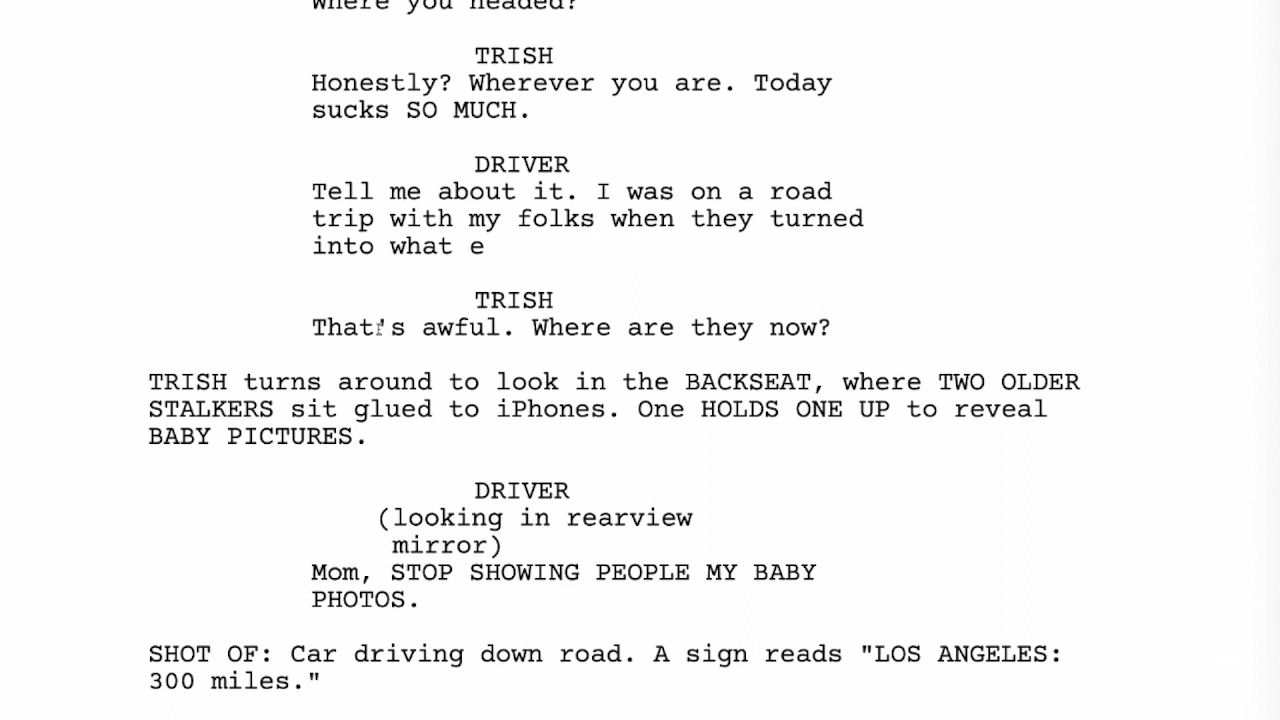 Where you headed?
TRISH
Honestly? Wherever you are. Today
sucks SO MUCH.
DRIVER
Tell me about it. I was on a road
trip with my folks when they turned
into what e
TRISH
That's awful. Where are they now?
TRISH turns around to look in the BACKSEAT, where TWO OLDER
STALKERS sit glued to iPhones. One HOLDS ONE UP to reveal
BABY PICTURES.
DRIVER
(looking in rearview
mirror)
Mom, STOP SHOWING PEOPLE MY BABY
PHOTOS.
SHOT OF: Car driving down road. A sign reads "LOS ANGELES:
300 miles."